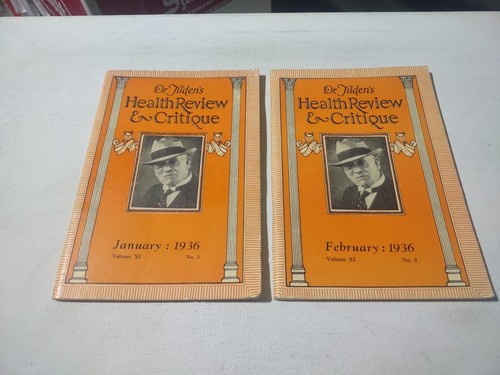 Dr. Tilden's
Health Review
& Critique
January : 1936
Volume XI No. 1
Dr. Tilden's
Health Review
& Critique
February : 1936
Volume XI No. 2